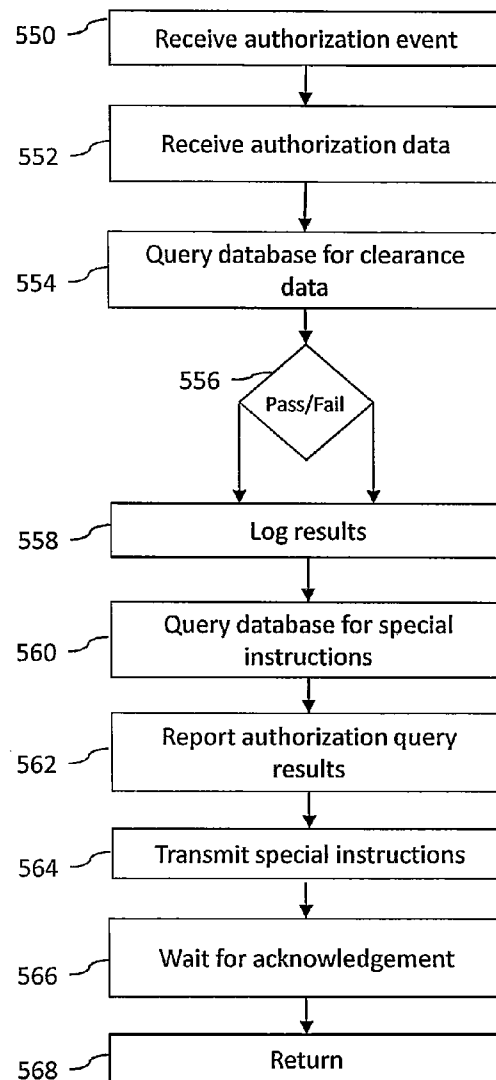 550
Receive authorization event
552
Receive authorization data
554
Query database for clearance
data
556
Pass/Fail
558
Log results
560
Query database for special
instructions
562
Report authorization query
results
564
Transmit special instructions
566
Wait for acknowledgement
568
Return